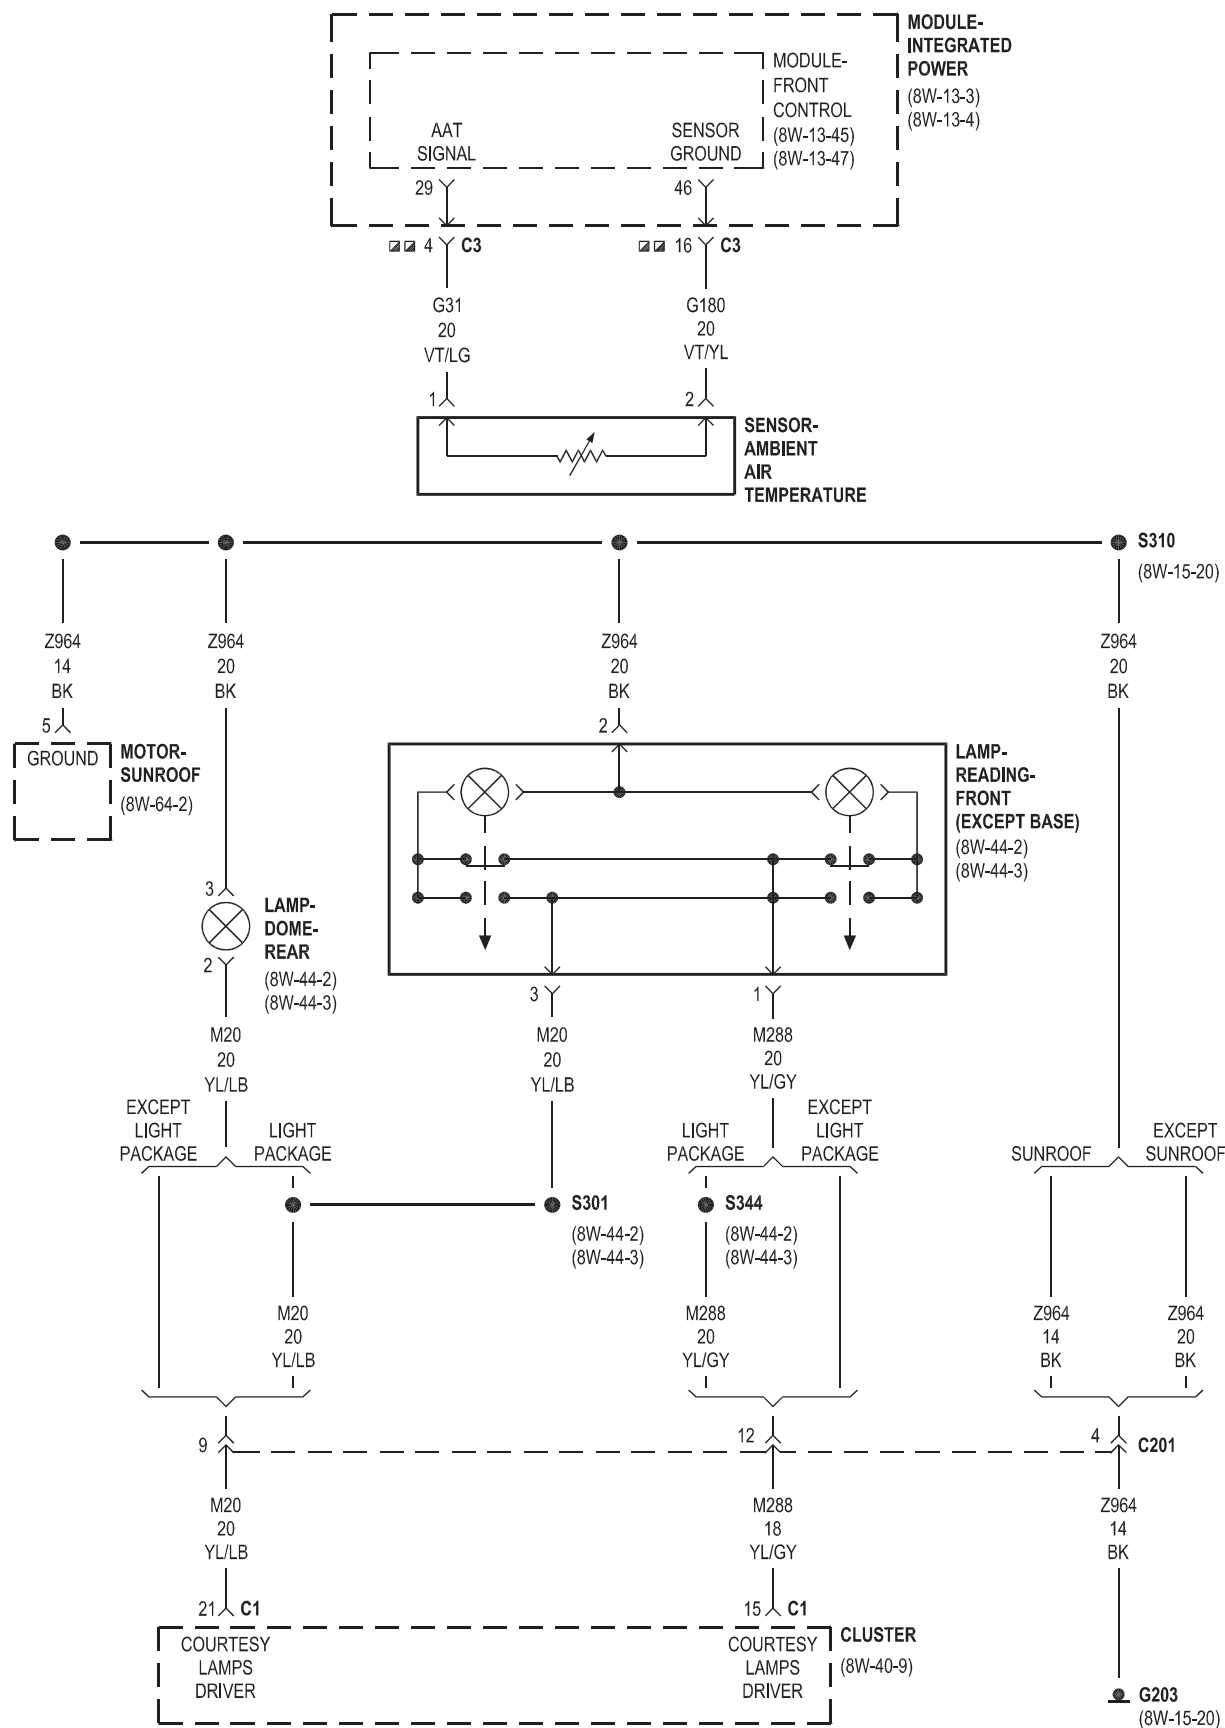 MODULE-
INTEGRATED
POWER
(8W-13-3)
(8W-13-4)
MODULE-
FRONT
CONTROL
(8W-13-45)
(8W-13-47)
AAT
SIGNAL
SENSOR
GROUND
29
46
4 C3
16 C3
G31
20
VT/LG
G180
20
VT/YL
1
2
SENSOR-
AMBIENT
AIR
TEMPERATURE
S310
(8W-15-20)
Z964
14
BK
Z964
20
BK
Z964
20
BK
Z964
20
BK
5
GROUND
MOTOR-
SUNROOF
(8W-64-2)
2
LAMP-
READING-
FRONT
(EXCEPT BASE)
(8W-44-2)
(8W-44-3)
3
LAMP-
DOME-
REAR
(8W-44-2)
(8W-44-3)
2
3
1
M20
20
YL/LB
M20
20
YL/LB
M288
20
YL/GY
EXCEPT
LIGHT
PACKAGE
LIGHT
PACKAGE
LIGHT
PACKAGE
EXCEPT
LIGHT
PACKAGE
SUNROOF
EXCEPT
SUNROOF
S301
(8W-44-2)
(8W-44-3)
S344
(8W-44-2)
(8W-44-3)
M20
20
YL/LB
M288
20
YL/GY
Z964
14
BK
Z964
20
BK
9
12
4
C201
M20
20
YL/LB
M288
18
YL/GY
Z964
14
BK
21 C1
15 C1
COURTESY
LAMPS
DRIVER
COURTESY
LAMPS
DRIVER
CLUSTER
(8W-40-9)
G203
(8W-15-20)